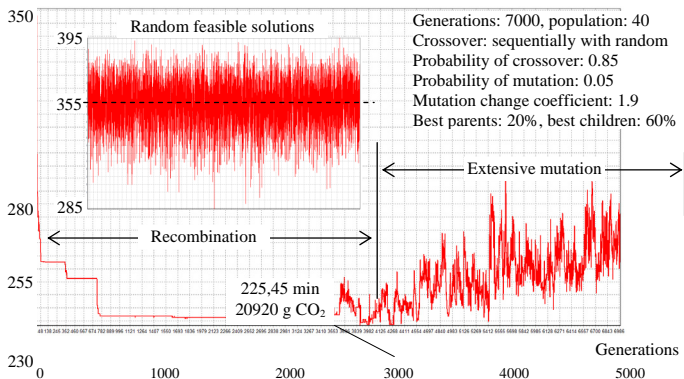 350
Random feasible solutions
395
355
285
Generations: 7000, population: 40
Crossover: sequentially with random
Probability of crossover: 0.85
Probability of mutation: 0.05
Mutation change coefficient: 1.9
Best parents: 20%, best children: 60%
Extensive mutation
280
Recombination
255
225,45 min
20920 g CO₂
Generations
230
0
1000
2000
3000
4000
5000